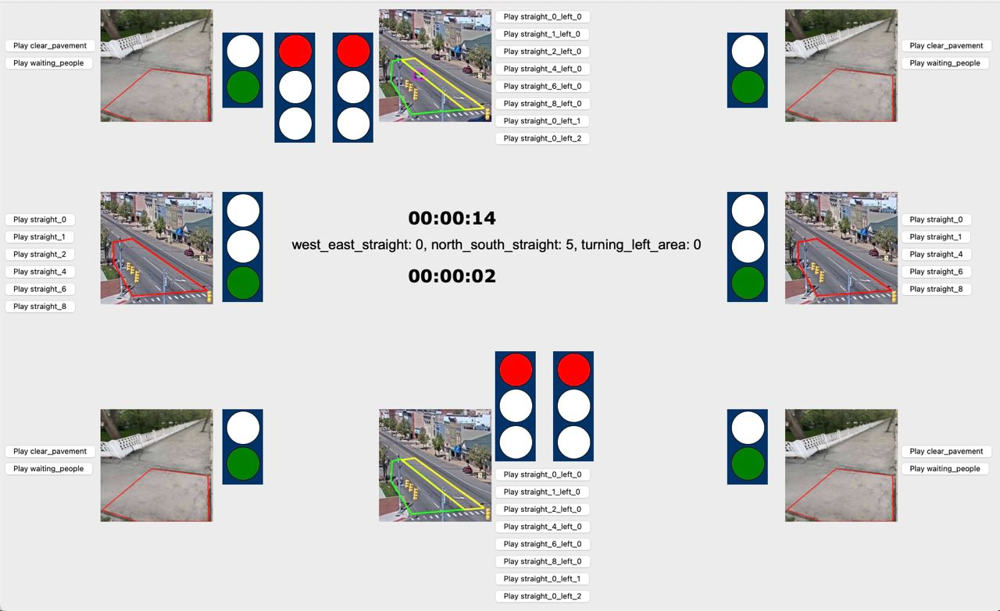 Play clear_pavement
Play waiting_people
Play straight_0_left_0
Play straight_1_left_0
Play straight_2_left_0
Play straight_4_left_0
Play straight_6_left_0
Play straight_8_left_0
Play straight_0_left_1
Play straight_0_left_2
Play clear_pavement
Play waiting_people
Play straight_0
Play straight_1
Play straight_2
Play straight_4
Play straight_6
Play straight_8
00:00:14
west_east_straight: 0, north_south_straight: 5, turning_left_area: 0
00:00:02
Play straight_0
Play straight_1
Play straight_4
Play straight_6
Play straight_8
Play clear_pavement
Play waiting_people
Play straight_0_left_0
Play straight_1_left_0
Play straight_2_left_0
Play straight_4_left_0
Play straight_6_left_0
Play straight_8_left_0
Play straight_0_left_1
Play straight_0_left_2
Play clear_pavement
Play waiting_people